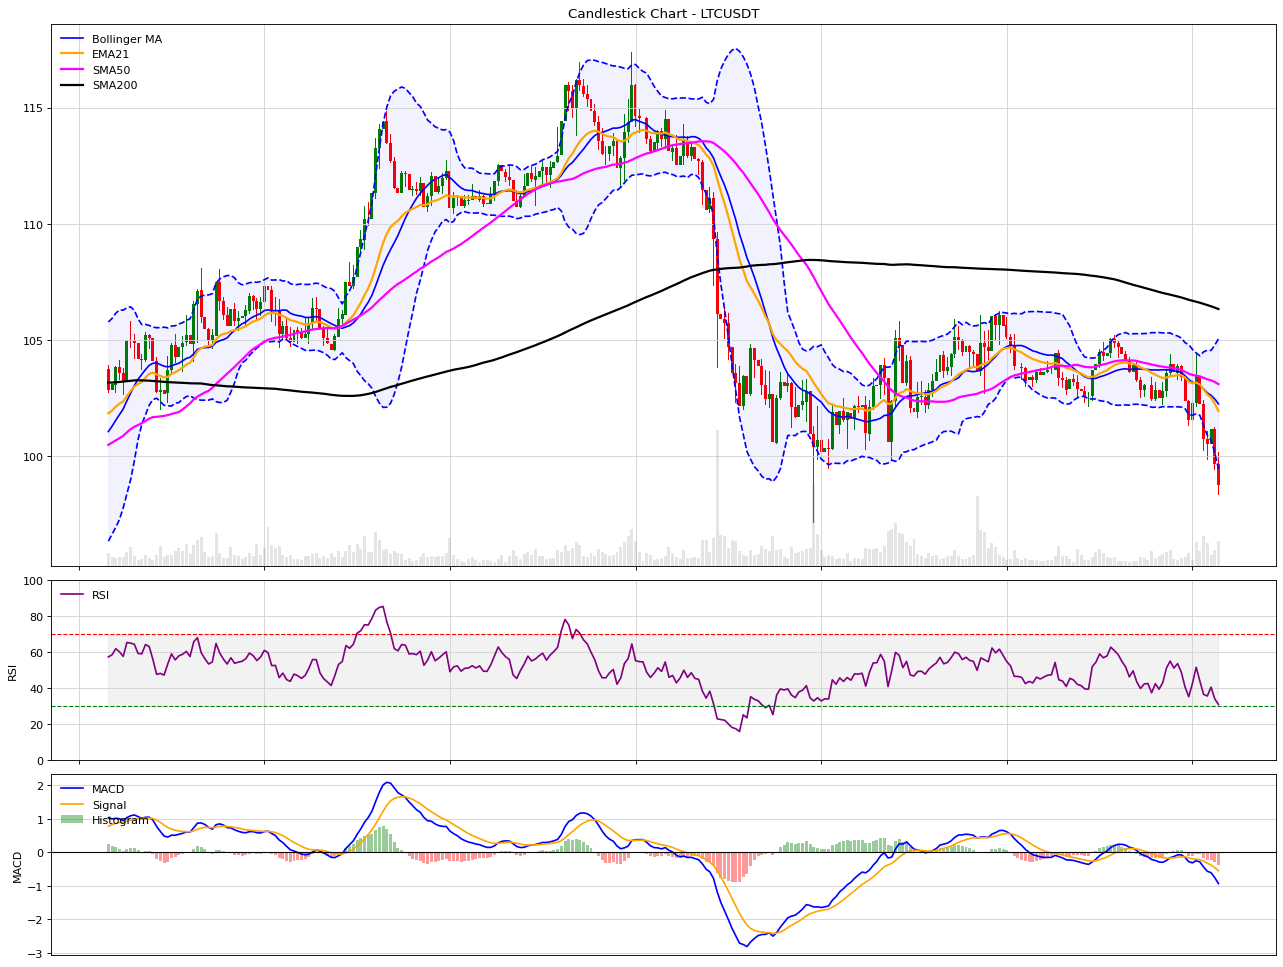 Candlestick Chart - LTCUSDT
Bollinger MA
EMA21
SMA50
SMA200
115
110
105
100
RSI
100
80
60
40
20
0
RSI
MACD
Signal
Histogram
2
1
0
−1
−2
−3
MACD